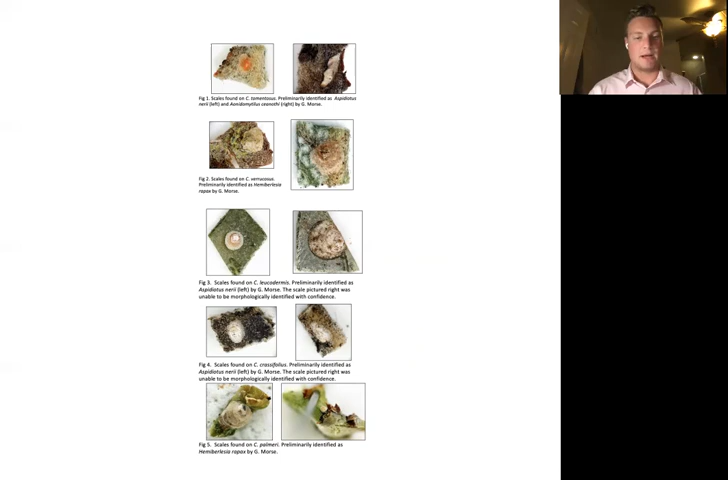 Fig 1. Scales found on C. tomentosus. Preliminarily identified as Aspidiotus
nerii (left) and Aonidomytilus ceanothi (right) by G. Morse.
Fig 2. Scales found on C. verrucosus.
Preliminarily identified as Hemiberlesia
rapax by G. Morse.
Fig 3. Scales found on C. leucodermis. Preliminarily identified as
Aspidiotus nerii (left) by G. Morse. The scale pictured right was
unable to be morphologically identified with confidence.
Fig 4. Scales found on C. crassifolius. Preliminarily identified as
Aspidiotus nerii (left) by G. Morse. The scale pictured right was
unable to be morphologically identified with confidence.
Fig 5. Scales found on C. palmeri. Preliminarily identified as
Hemiberlesia rapax by G. Morse.